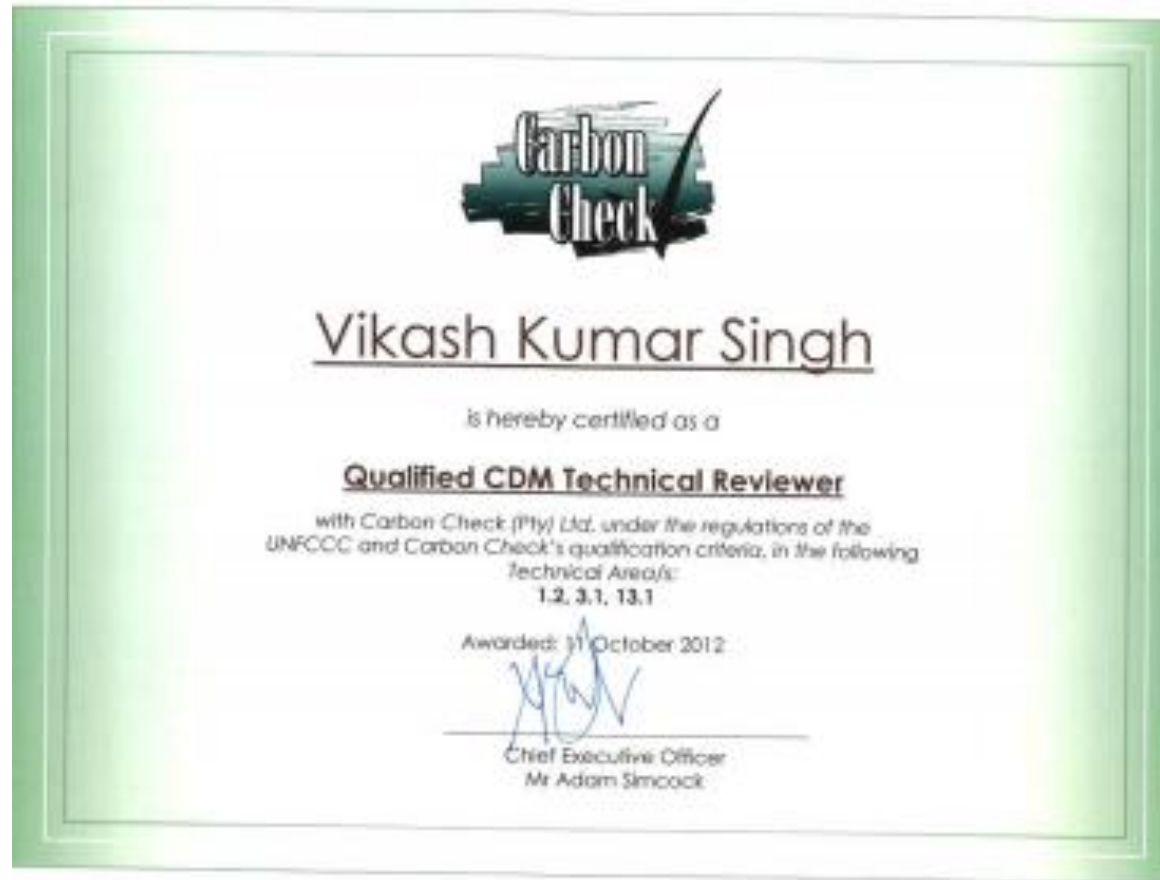 Carbon
Check
Vikash Kumar Singh
is hereby certified as a
Qualified CDM Technical Reviewer
with Carbon Check (Pty) Ltd, under the regulations of the
UNFCCC and Carbon Check's qualification criteria, in the following
Technical Area/s:
1.2, 3.1, 13.1
Awarded: 11 October 2012
Chief Executive Officer
Mr Adam Simcock